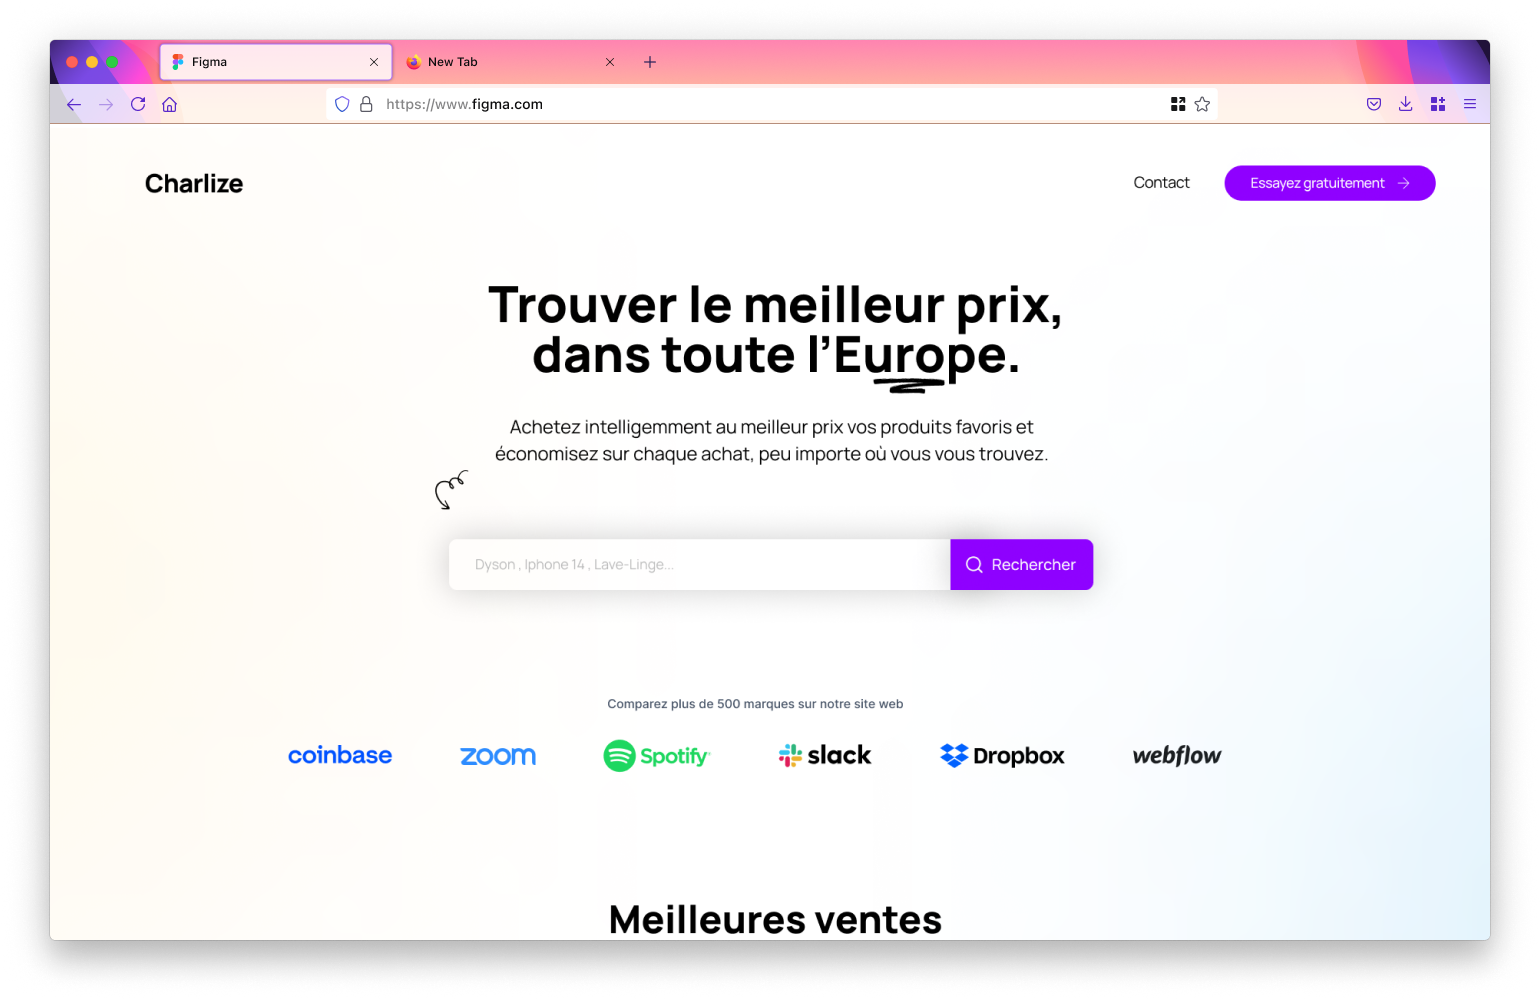 Figma
New Tab
https://www.figma.com
Charlize
Contact
Essayez gratuitement
Trouver le meilleur prix,
dans toute l’Europe.
Achetez intelligemment au meilleur prix vos produits favoris et
économisez sur chaque achat, peu importe où vous vous trouvez.
Dyson , Iphone 14 , Lave-Linge...
Rechercher
Comparez plus de 500 marques sur notre site web
coinbase
zoom
Spotify
slack
Dropbox
webflow
Meilleures ventes